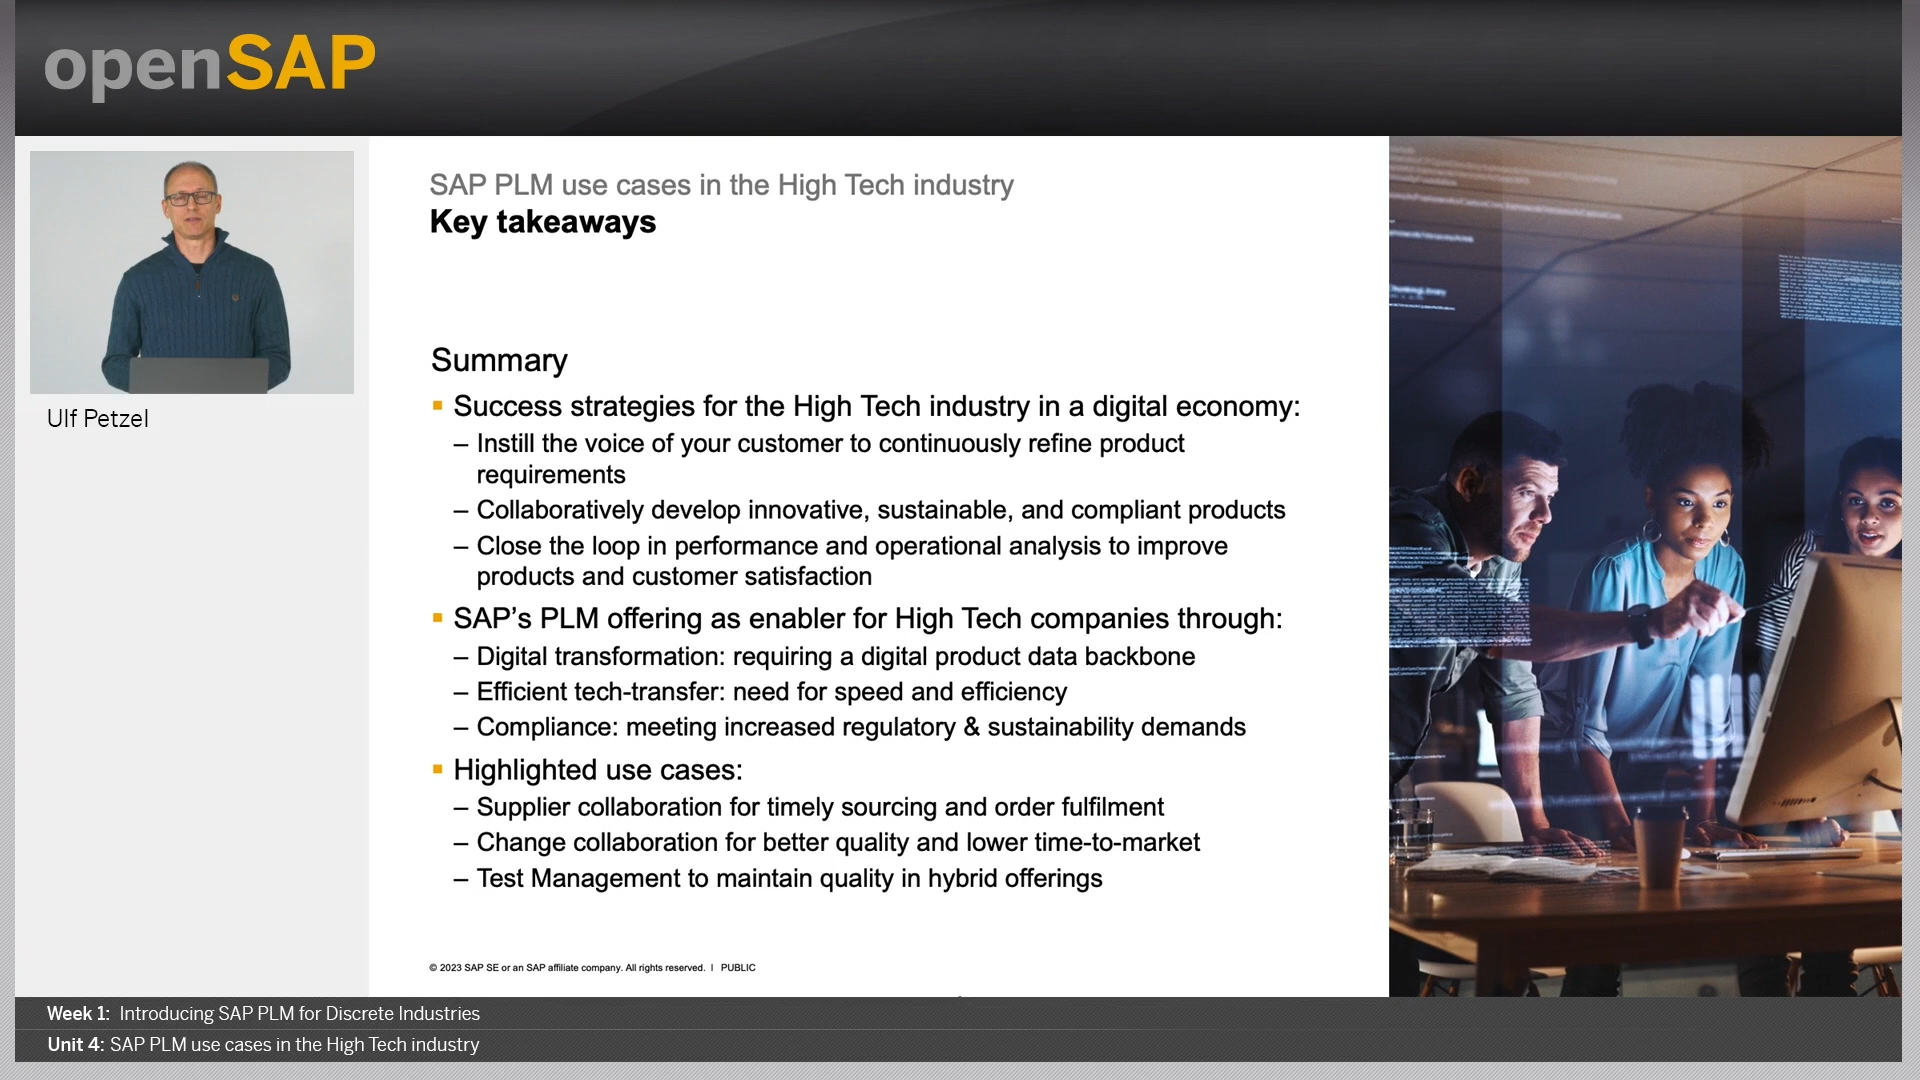 openSAP
Ulf Petzel
SAP PLM use cases in the High Tech industry
Key takeaways
Summary
▪ Success strategies for the High Tech industry in a digital economy:
– Instill the voice of your customer to continuously refine product
requirements
– Collaboratively develop innovative, sustainable, and compliant products
– Close the loop in performance and operational analysis to improve
products and customer satisfaction
▪ SAP’s PLM offering as enabler for High Tech companies through:
– Digital transformation: requiring a digital product data backbone
– Efficient tech-transfer: need for speed and efficiency
– Compliance: meeting increased regulatory & sustainability demands
▪ Highlighted use cases:
– Supplier collaboration for timely sourcing and order fulfilment
– Change collaboration for better quality and lower time-to-market
– Test Management to maintain quality in hybrid offerings
© 2023 SAP SE or an SAP affiliate company. All rights reserved. I PUBLIC
Week 1: Introducing SAP PLM for Discrete Industries
Unit 4: SAP PLM use cases in the High Tech industry